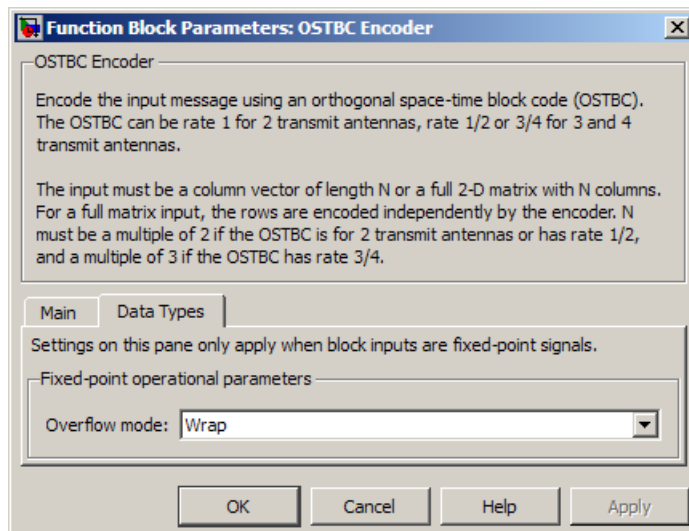 Function Block Parameters: OSTBC Encoder
OSTBC Encoder
Encode the input message using an orthogonal space-time block code (OSTBC).
The OSTBC can be rate 1 for 2 transmit antennas, rate 1/2 or 3/4 for 3 and 4
transmit antennas.
The input must be a column vector of length N or a full 2-D matrix with N columns.
For a full matrix input, the rows are encoded independently by the encoder. N
must be a multiple of 2 if the OSTBC is for 2 transmit antennas or has rate 1/2,
and a multiple of 3 if the OSTBC has rate 3/4.
Main Data Types
Settings on this pane only apply when block inputs are fixed-point signals.
Fixed-point operational parameters
Overflow mode: Wrap
OK Cancel Help Apply